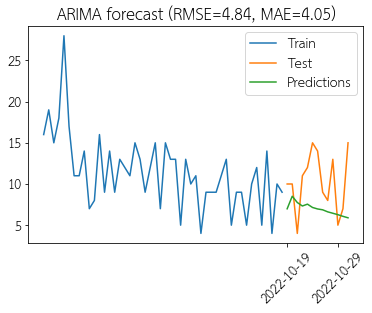 ARIMA forecast (RMSE=4.84, MAE=4.05)
Train
Test
Predictions
25
20
15
10
5
2022-10-19
2022-10-29